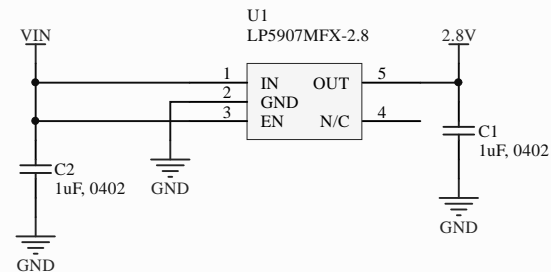 U1
LP5907MFX-2.8
VIN
2.8V
1
IN
OUT
5
2
GND
3
EN
N/C
4
C1
1uF, 0402
C2
1uF, 0402
GND
GND
GND